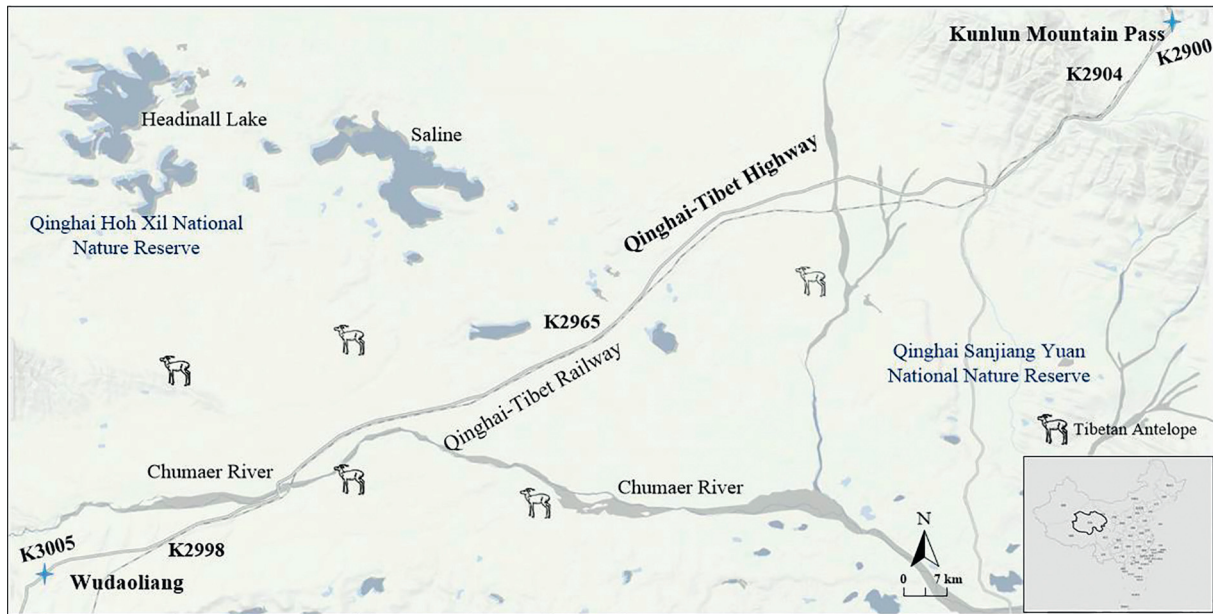 Kunlun Mountain Pass
K2900
K2904
Headinall Lake
Saline
Qinghai-Tibet Highway
Qinghai Hoh Xil National
Nature Reserve
K2965
Qinghai-Tibet Railway
Qinghai Sanjiang Yuan
National Nature Reserve
Tibetan Antelope
Chumaer River
Chumaer River
N
0 7 km
K3005
K2998
Wudaoliang